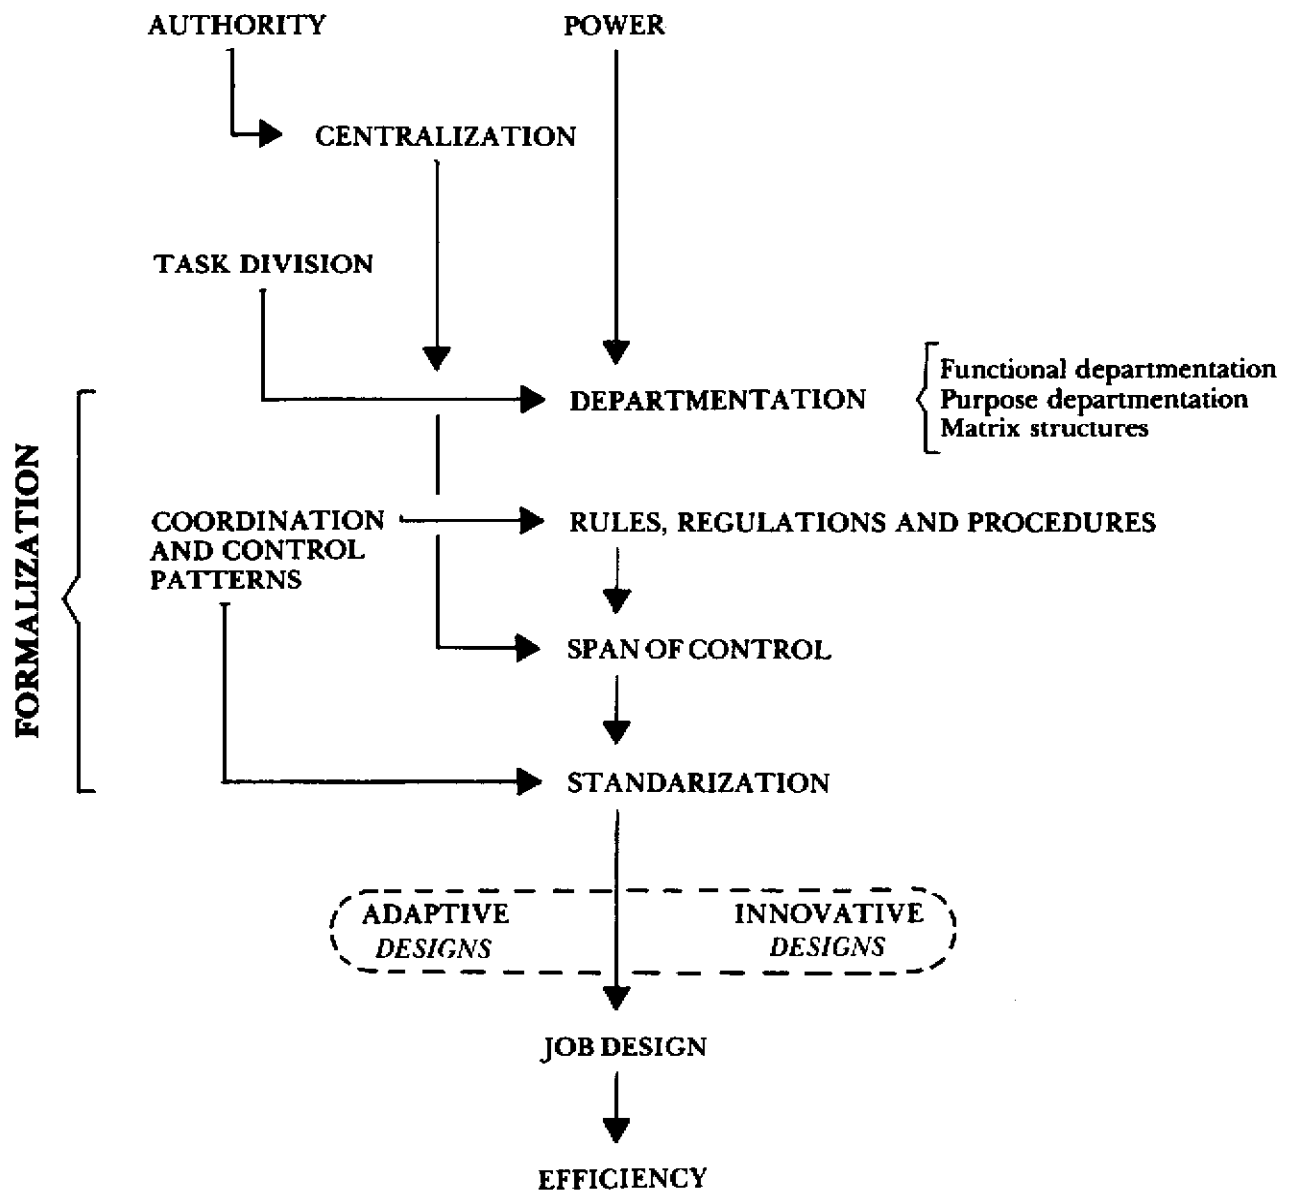 AUTHORITY
POWER
CENTRALIZATION
TASK DIVISION
Functional departmentation
DEPARTMENTATION
Purpose departmentation
Matrix structures
FORMALIZATION
COORDINATION
AND CONTROL
PATTERNS
RULES, REGULATIONS AND PROCEDURES
SPAN OF CONTROL
STANDARIZATION
ADAPTIVE
DESIGNS
INNOVATIVE
DESIGNS
JOB DESIGN
EFFICIENCY